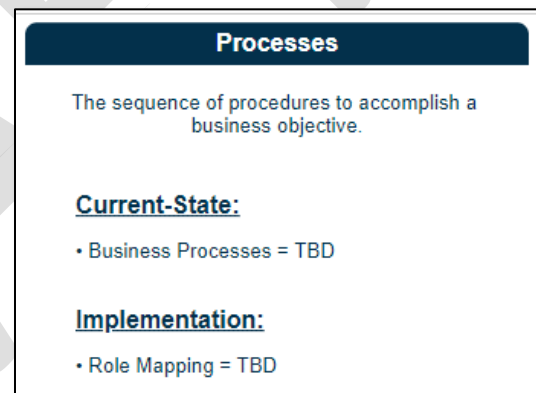 Processes
The sequence of procedures to accomplish a
business objective.
Current-State:
• Business Processes = TBD
Implementation:
• Role Mapping = TBD